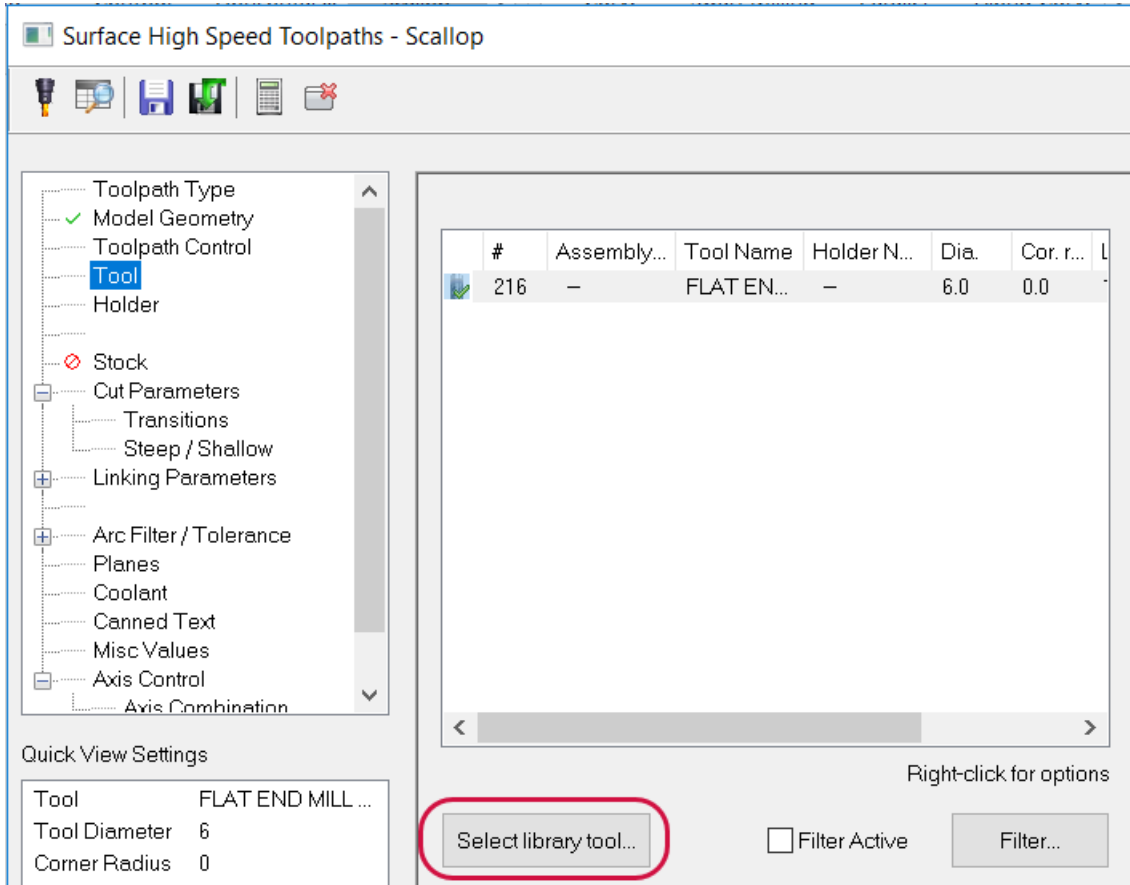 Surface High Speed Toolpaths - Scallop
Toolpath Type
Model Geometry
Toolpath Control
Tool
Holder
Stock
Cut Parameters
Transitions
Steep / Shallow
Linking Parameters
Arc Filter / Tolerance
Planes
Coolant
Canned Text
Misc Values
Axis Control
Axis Combination
Quick View Settings
Tool FLAT END MILL ...
Tool Diameter 6
Corner Radius 0
# Assembly... Tool Name Holder N... Dia. Cor. r...
216 – FLAT EN... – 6.0 0.0
Right-click for options
Select library tool... Filter Active Filter...